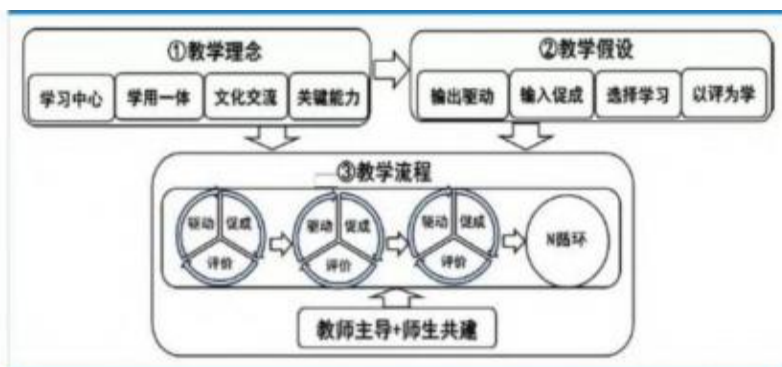 ①教学理念
学习中心 学用一体 文化交流 关键能力
②教学假设
输出驱动 输入促成 选择学习 以评为学
③教学流程
驱动 促成 评价
驱动 促成 评价
驱动 促成 评价
N循环
教师主导+师生共建